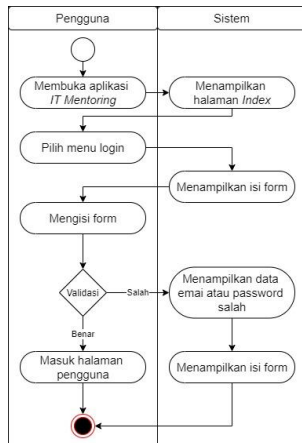 Pengguna
Sistem
Membuka aplikasi
IT Mentoring
Menampilkan
halaman Index
Pilih menu login
Menampilkan isi form
Mengisi form
Validasi
Salah
Menampilkan data
emai atau password
salah
Benar
Masuk halaman
pengguna
Menampilkan isi form